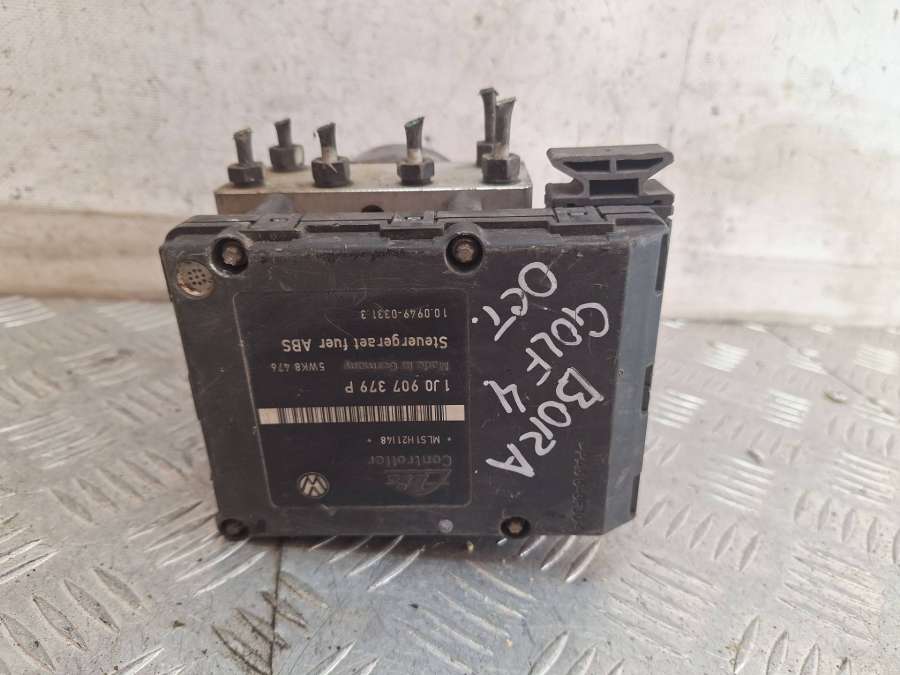 Ate
Controller
* MLS1H21148 *
1J0 907 379 P
Made in Germany 5WK8 476
Steuergeraet fuer ABS
10.0949-0331.3
OCT.
GOLF 4
BORA